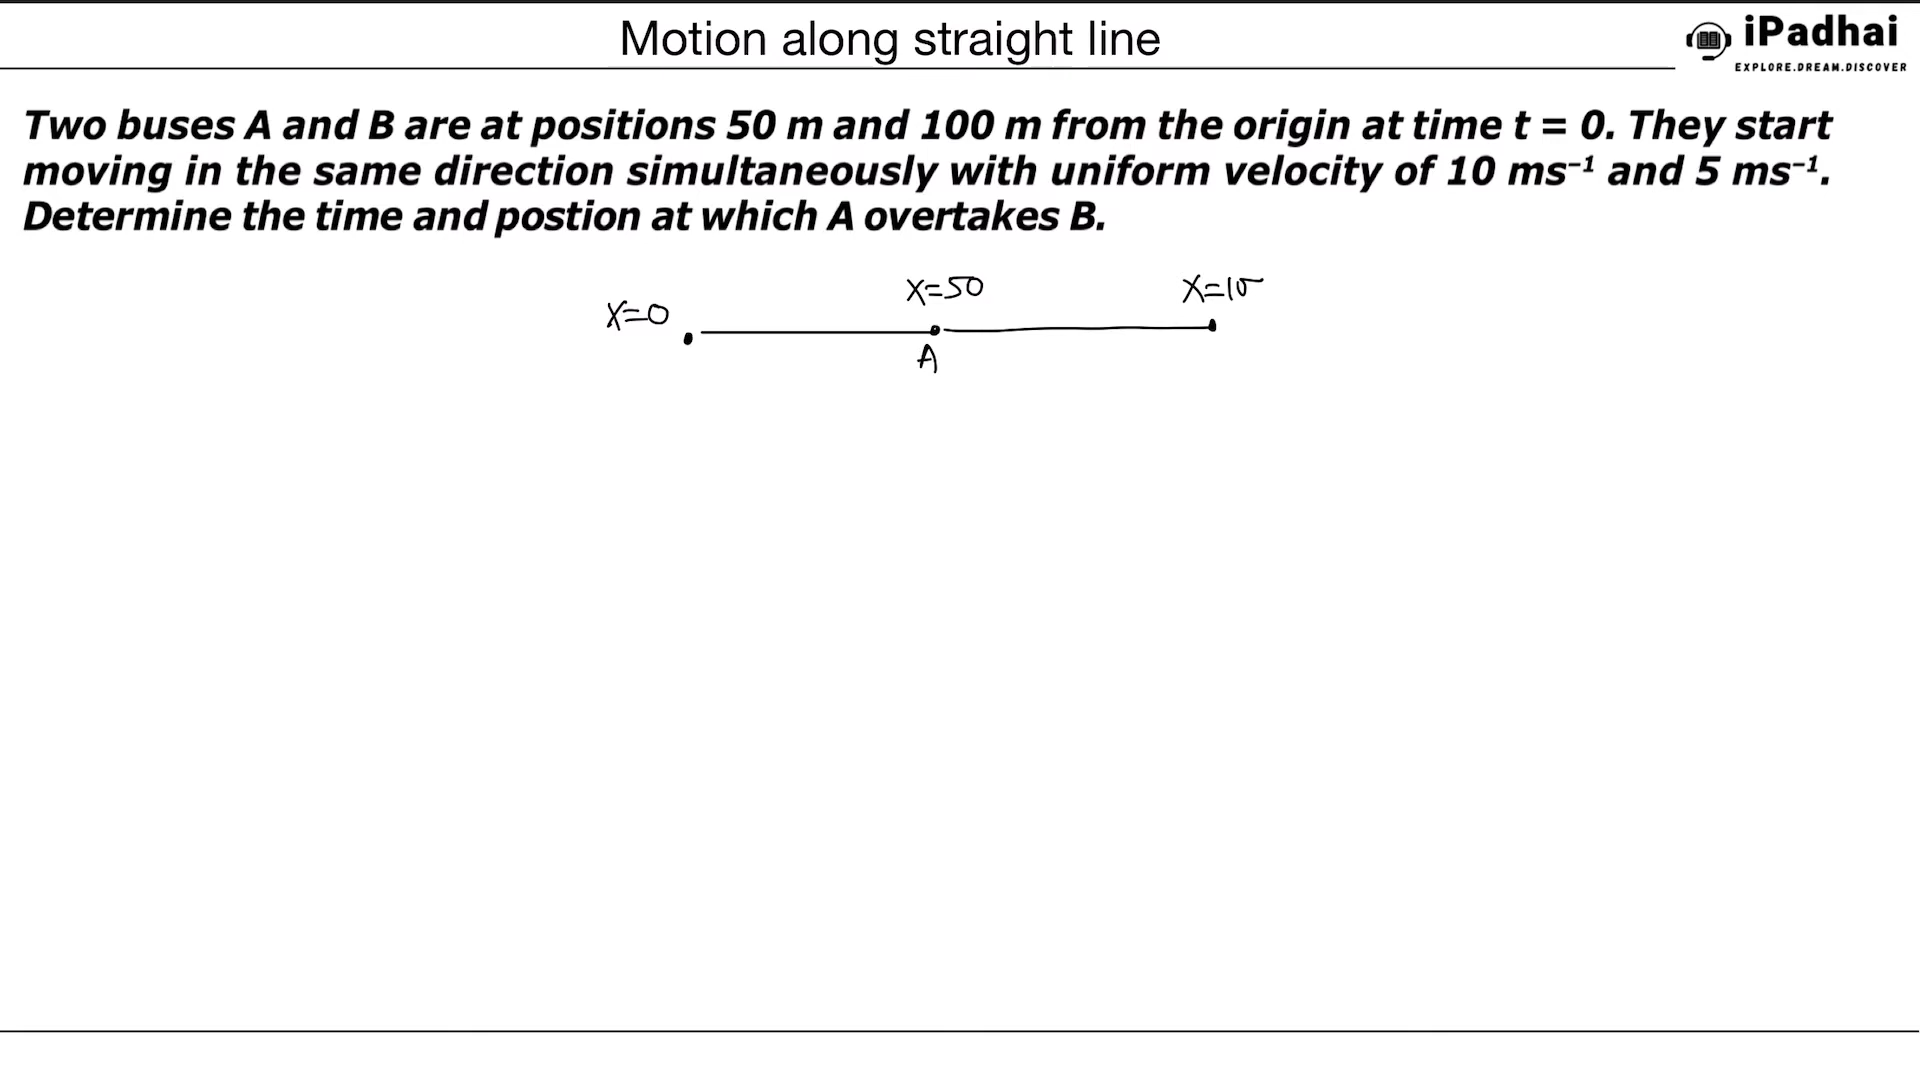 Motion along straight line
iPadhai
EXPLORE.DREAM.DISCOVER
Two buses A and B are at positions 50 m and 100 m from the origin at time t = 0. They start
moving in the same direction simultaneously with uniform velocity of 10 ms⁻¹ and 5 ms⁻¹.
Determine the time and postion at which A overtakes B.
X=0
X=50
A